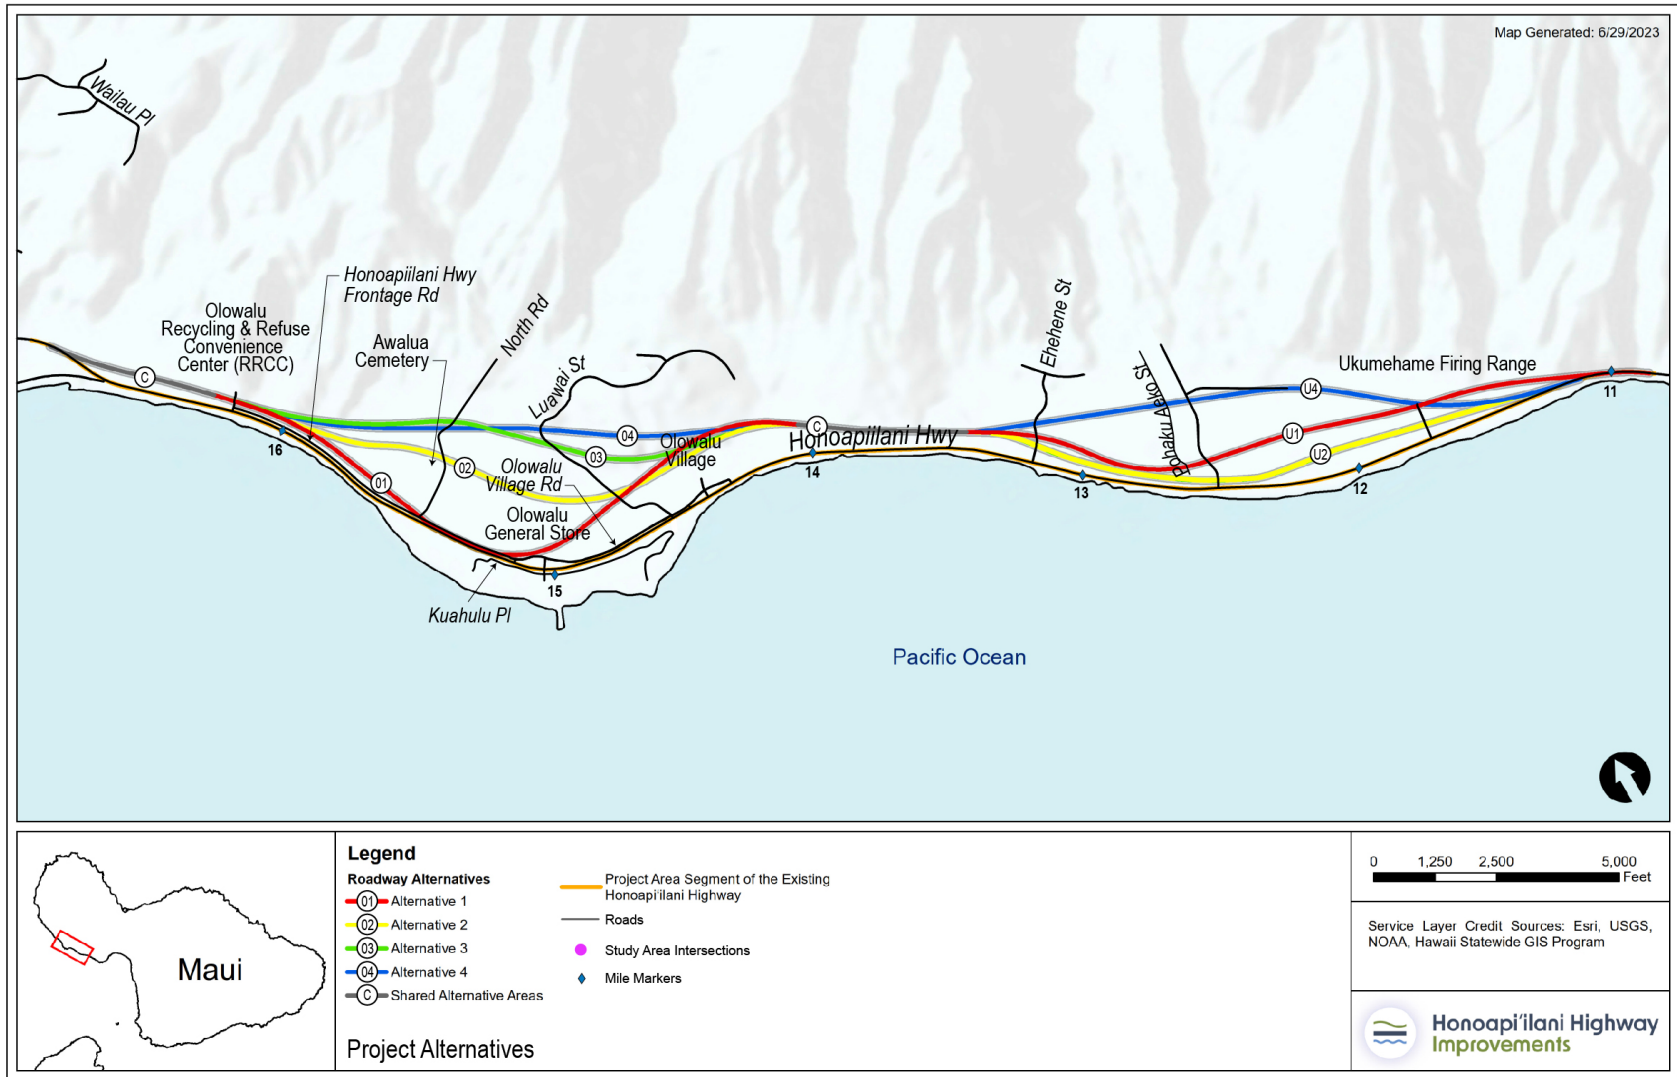 Map Generated: 6/29/2023
Wailau Pl
Honoapiilani Hwy
Frontage Rd
Olowalu
Recycling & Refuse
Convenience
Center (RRCC)
Awalua
Cemetery
North Rd
Luawai St
Ehehene St
Pohaku Aeko St
Ukumehame Firing Range
C
C
Honoapiilani Hwy
U4
U1
U2
11
12
13
14
15
16
01
02
03
04
Olowalu
Village
Olowalu
Village Rd
Olowalu
General Store
Kuahulu Pl
Pacific Ocean
Maui
Legend
Roadway Alternatives
01 Alternative 1
02 Alternative 2
03 Alternative 3
04 Alternative 4
C Shared Alternative Areas
Project Area Segment of the Existing
Honoapiʻilani Highway
Roads
Study Area Intersections
Mile Markers
Project Alternatives
0 1,250 2,500 5,000
Feet
Service Layer Credit Sources: Esri, USGS,
NOAA, Hawaii Statewide GIS Program
Honoapiʻilani Highway
Improvements